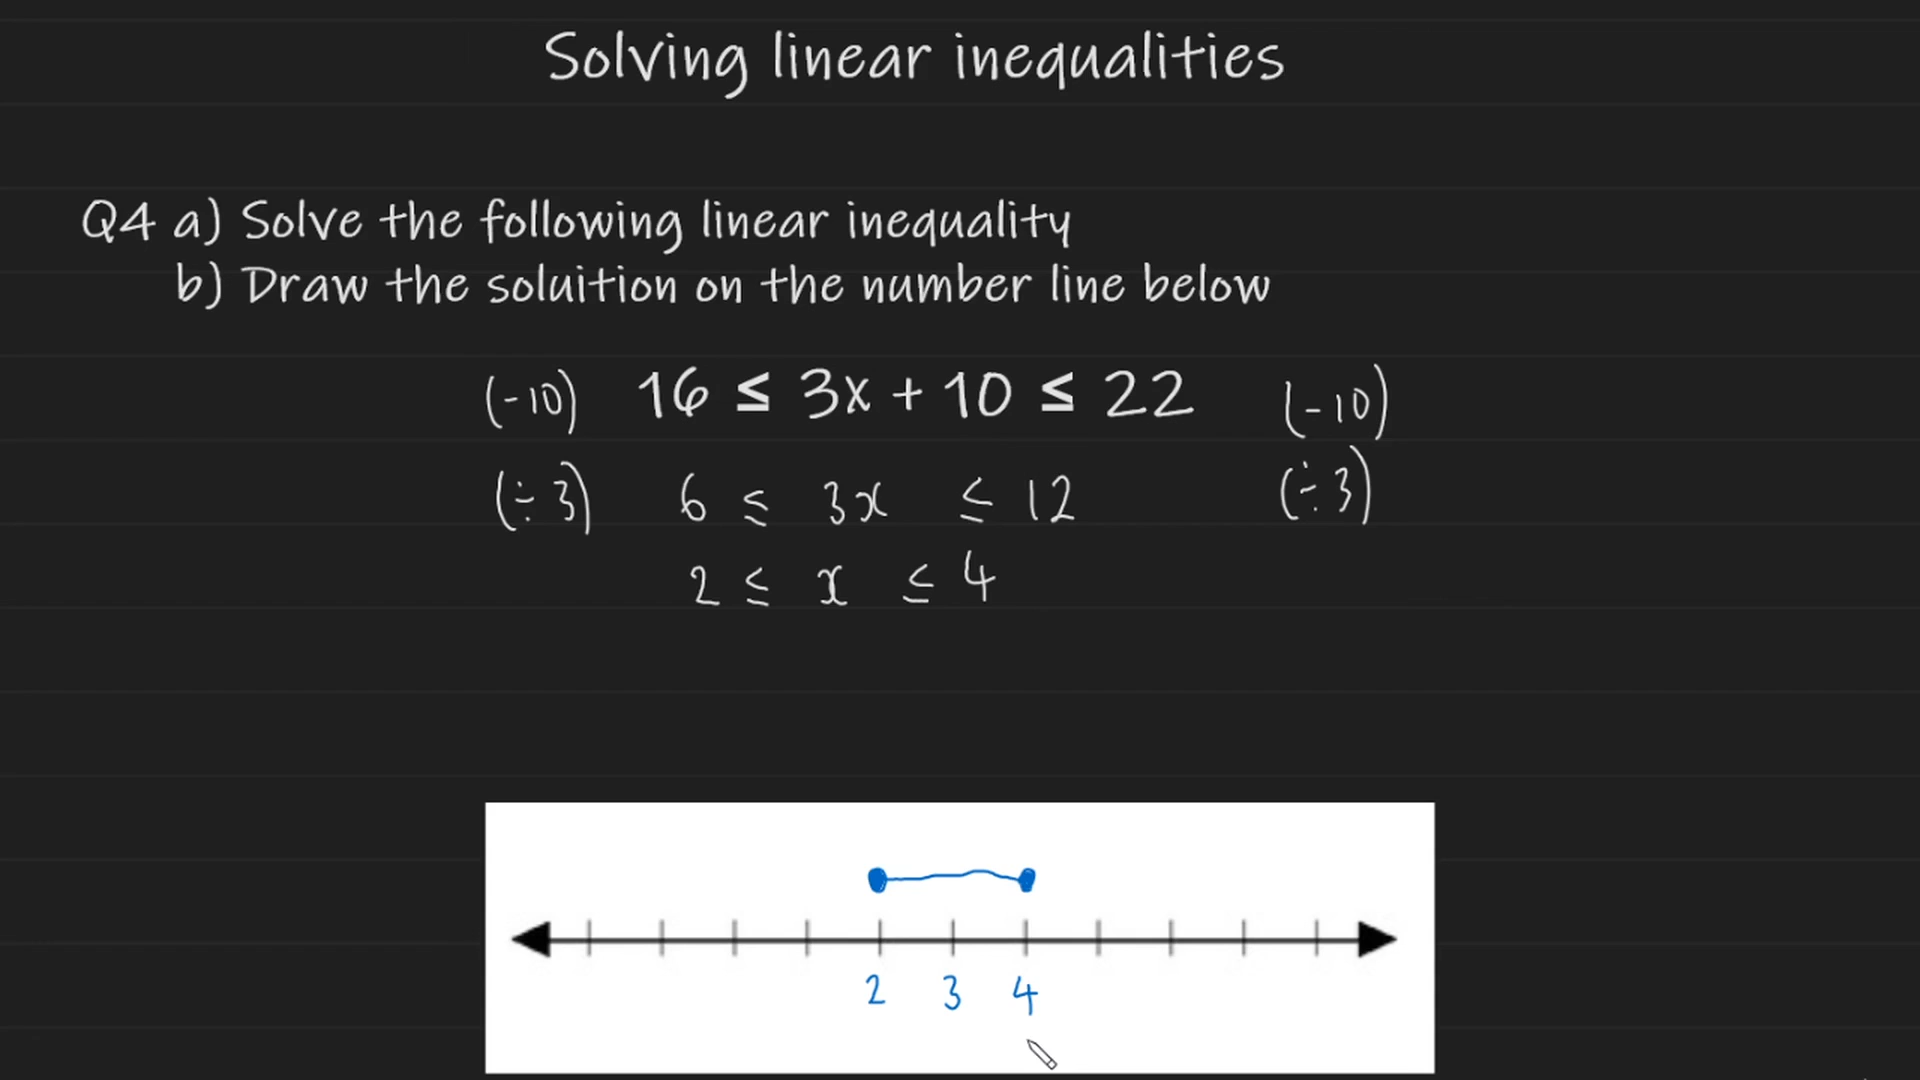 Solving linear inequalities
Q4 a) Solve the following linear inequality
b) Draw the soluition on the number line below
(-10) 16 ≤ 3x + 10 ≤ 22 (-10)
(÷3) 6 ≤ 3x ≤ 12 (÷3)
2 ≤ x ≤ 4
2 3 4